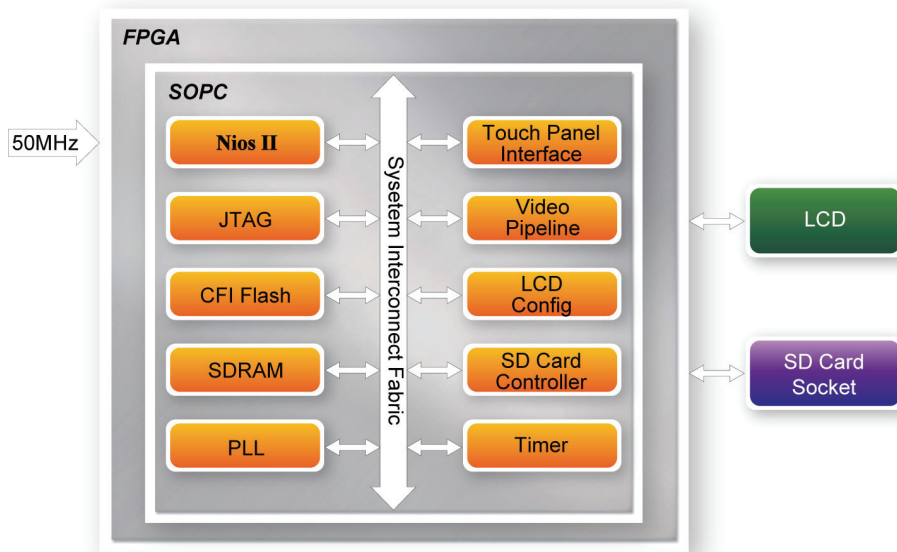 FPGA
SOPC
50MHz
Nios II
JTAG
CFI Flash
SDRAM
PLL
Sysetem Interconnect Fabric
Touch Panel
Interface
Video
Pipeline
LCD
Config
SD Card
Controller
Timer
LCD
SD Card
Socket